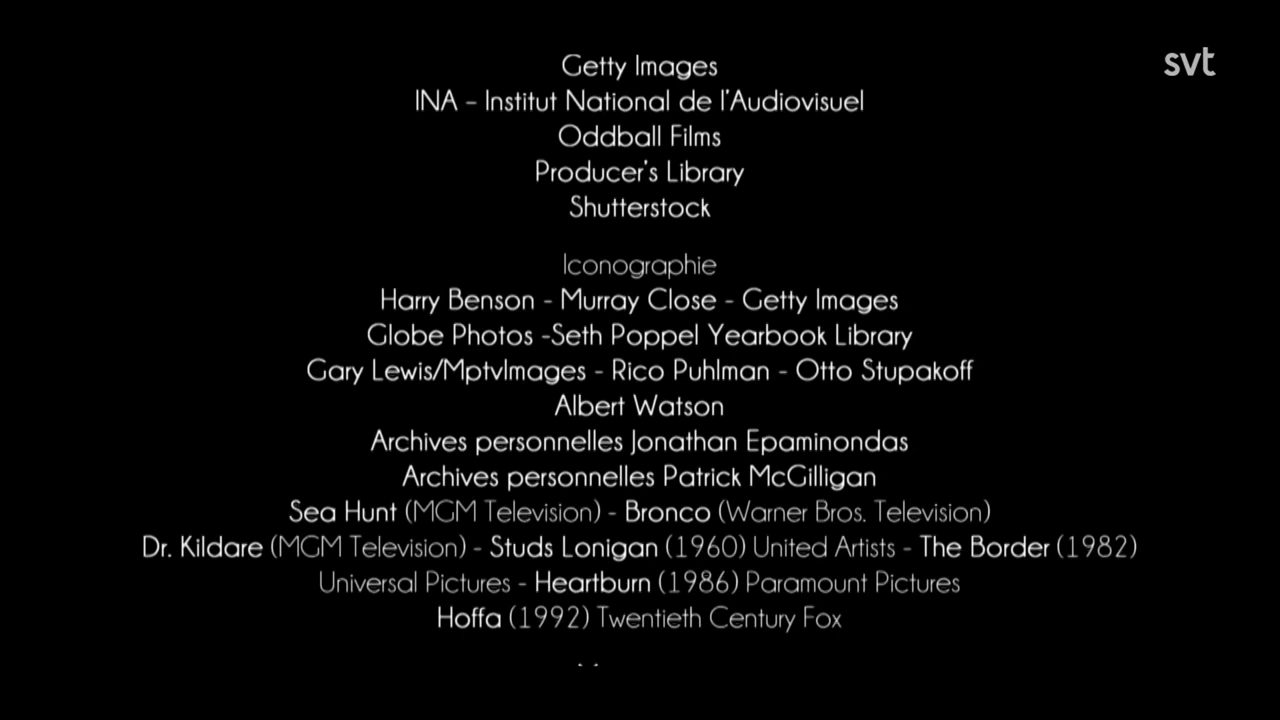 svt
Getty Images
INA - Institut National de l'Audiovisuel
Oddball Films
Producer's Library
Shutterstock
Iconographie
Harry Benson - Murray Close - Getty Images
Globe Photos -Seth Poppel Yearbook Library
Gary Lewis/MptvImages - Rico Puhlman - Otto Stupakoff
Albert Watson
Archives personnelles Jonathan Epaminondas
Archives personnelles Patrick McGilligan
Sea Hunt (MGM Television) - Bronco (Warner Bros. Television)
Dr. Kildare (MGM Television) - Studs Lonigan (1960) United Artists - The Border (1982)
Universal Pictures - Heartburn (1986) Paramount Pictures
Hoffa (1992) Twentieth Century Fox